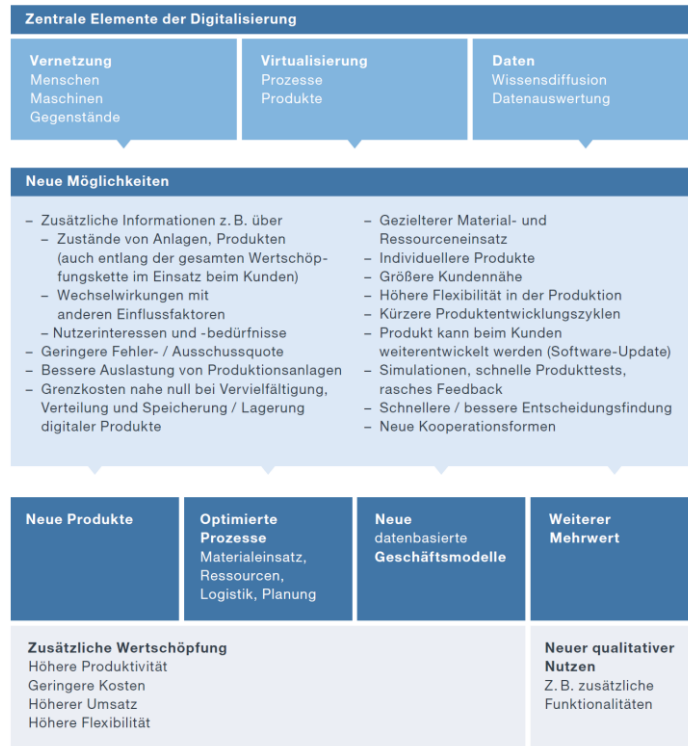 Zentrale Elemente der Digitalisierung
Vernetzung
Menschen
Maschinen
Gegenstände
Virtualisierung
Prozesse
Produkte
Daten
Wissensdiffusion
Datenauswertung
Neue Möglichkeiten
– Zusätzliche Informationen z. B. über
– Zustände von Anlagen, Produkten
(auch entlang der gesamten Wertschöp-
fungskette im Einsatz beim Kunden)
– Wechselwirkungen mit
anderen Einflussfaktoren
– Nutzerinteressen und -bedürfnisse
– Geringere Fehler- / Ausschussquote
– Bessere Auslastung von Produktionsanlagen
– Grenzkosten nahe null bei Vervielfältigung,
Verteilung und Speicherung / Lagerung
digitaler Produkte
– Gezielterer Material- und
Ressourceneinsatz
– Individuellere Produkte
– Größere Kundennähe
– Höhere Flexibilität in der Produktion
– Kürzere Produktentwicklungszyklen
– Produkt kann beim Kunden
weiterentwickelt werden (Software-Update)
– Simulationen, schnelle Produkttests,
rasches Feedback
– Schnellere / bessere Entscheidungsfindung
– Neue Kooperationsformen
Neue Produkte
Optimierte
Prozesse
Materialeinsatz,
Ressourcen,
Logistik, Planung
Neue
datenbasierte
Geschäftsmodelle
Weiterer
Mehrwert
Zusätzliche Wertschöpfung
Höhere Produktivität
Geringere Kosten
Höherer Umsatz
Höhere Flexibilität
Neuer qualitativer
Nutzen
Z. B. zusätzliche
Funktionalitäten